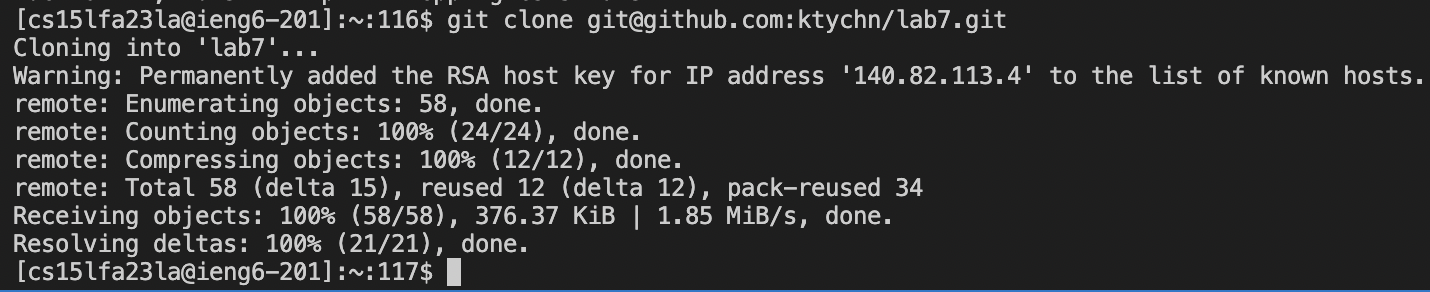 [cs15lfa23la@ieng6-201]:~:116$ git clone git@github.com:ktychn/lab7.git
Cloning into 'lab7'...
Warning: Permanently added the RSA host key for IP address '140.82.113.4' to the list of known hosts.
remote: Enumerating objects: 58, done.
remote: Counting objects: 100% (24/24), done.
remote: Compressing objects: 100% (12/12), done.
remote: Total 58 (delta 15), reused 12 (delta 12), pack-reused 34
Receiving objects: 100% (58/58), 376.37 KiB | 1.85 MiB/s, done.
Resolving deltas: 100% (21/21), done.
[cs15lfa23la@ieng6-201]:~:117$